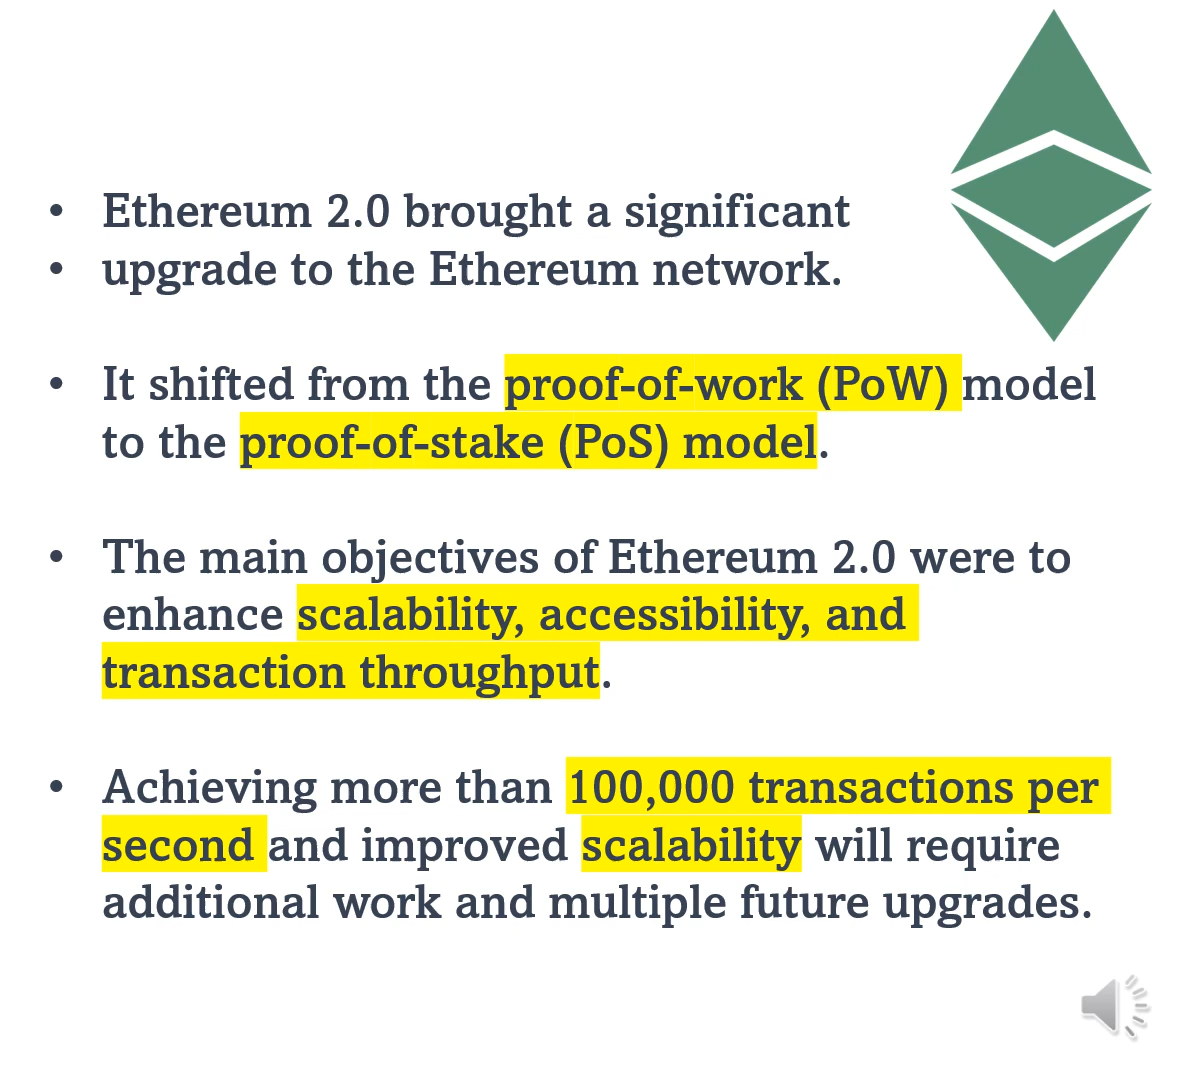 • Ethereum 2.0 brought a significant
• upgrade to the Ethereum network.
• It shifted from the proof-of-work (PoW) model
to the proof-of-stake (PoS) model.
• The main objectives of Ethereum 2.0 were to
enhance scalability, accessibility, and
transaction throughput.
• Achieving more than 100,000 transactions per
second and improved scalability will require
additional work and multiple future upgrades.